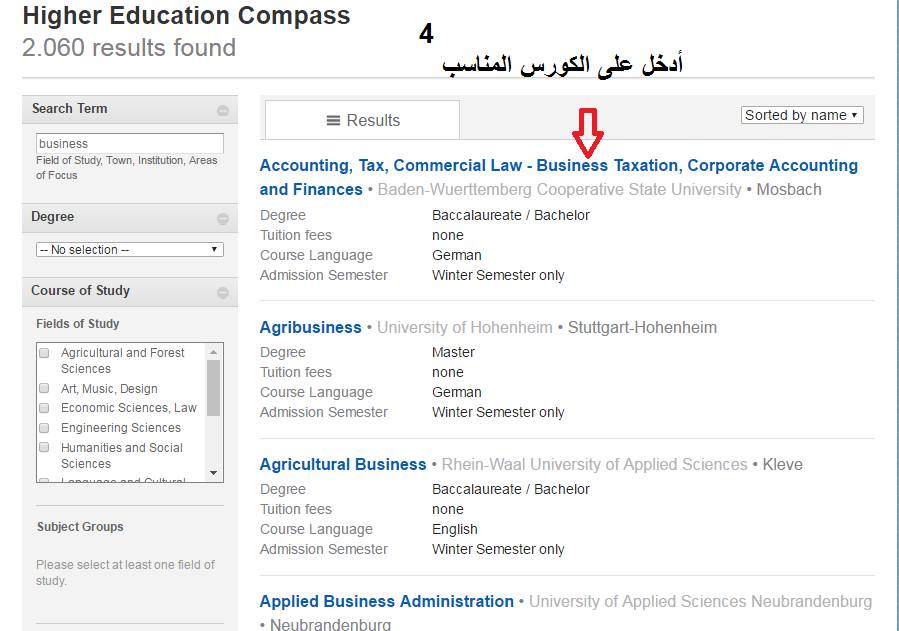 Higher Education Compass
2.060 results found
4
أدخل على الكورس المناسب
Search Term
business
Field of Study, Town, Institution, Areas
of Focus
Degree
-- No selection --
Course of Study
Fields of Study
Agricultural and Forest
Sciences
Art, Music, Design
Economic Sciences, Law
Engineering Sciences
Humanities and Social
Sciences
Language and Cultural
Subject Groups
Please select at least one field of
study.
Results
Sorted by name
Accounting, Tax, Commercial Law - Business Taxation, Corporate Accounting
and Finances • Baden-Wuerttemberg Cooperative State University • Mosbach
Degree Baccalaureate / Bachelor
Tuition fees none
Course Language German
Admission Semester Winter Semester only
Agribusiness • University of Hohenheim • Stuttgart-Hohenheim
Degree Master
Tuition fees none
Course Language German
Admission Semester Winter Semester only
Agricultural Business • Rhein-Waal University of Applied Sciences • Kleve
Degree Baccalaureate / Bachelor
Tuition fees none
Course Language English
Admission Semester Winter Semester only
Applied Business Administration • University of Applied Sciences Neubrandenburg
• Neubrandenburg